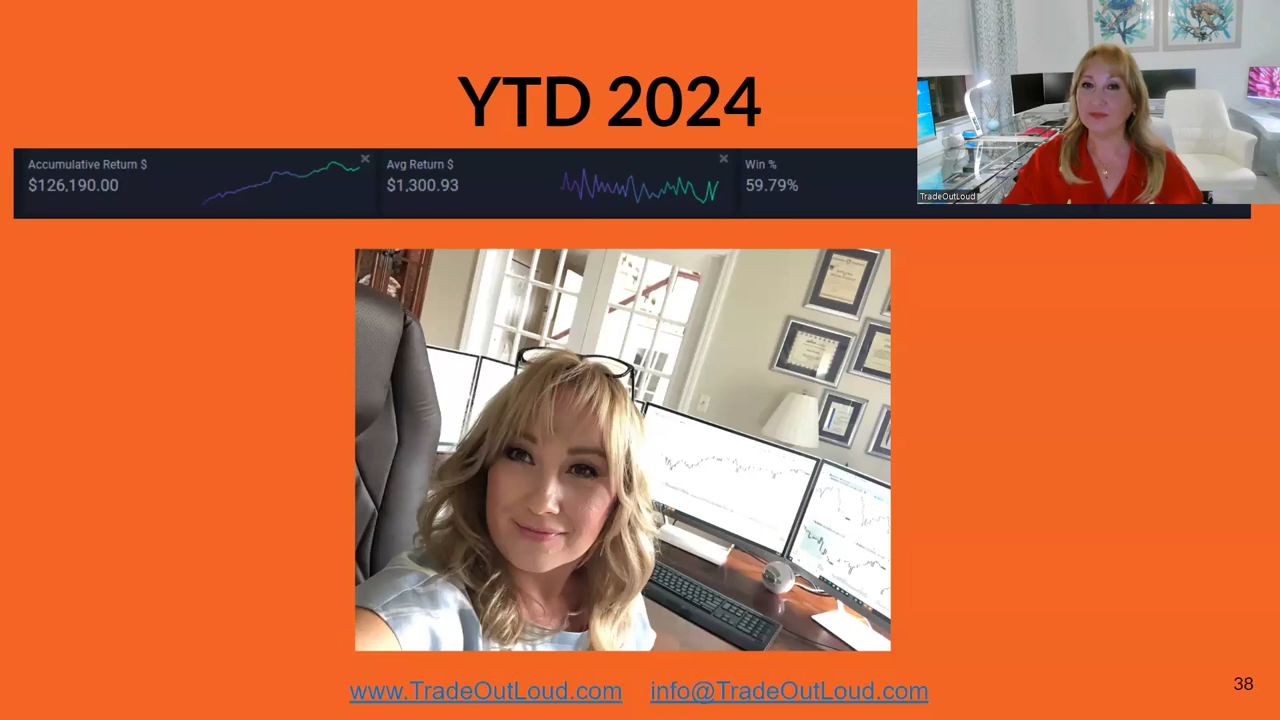 YTD 2024
Accumulative Return $
$126,190.00
Avg Return $
$1,300.93
Win %
59.79%
TradeOutLoud
www.TradeOutLoud.com info@TradeOutLoud.com
38